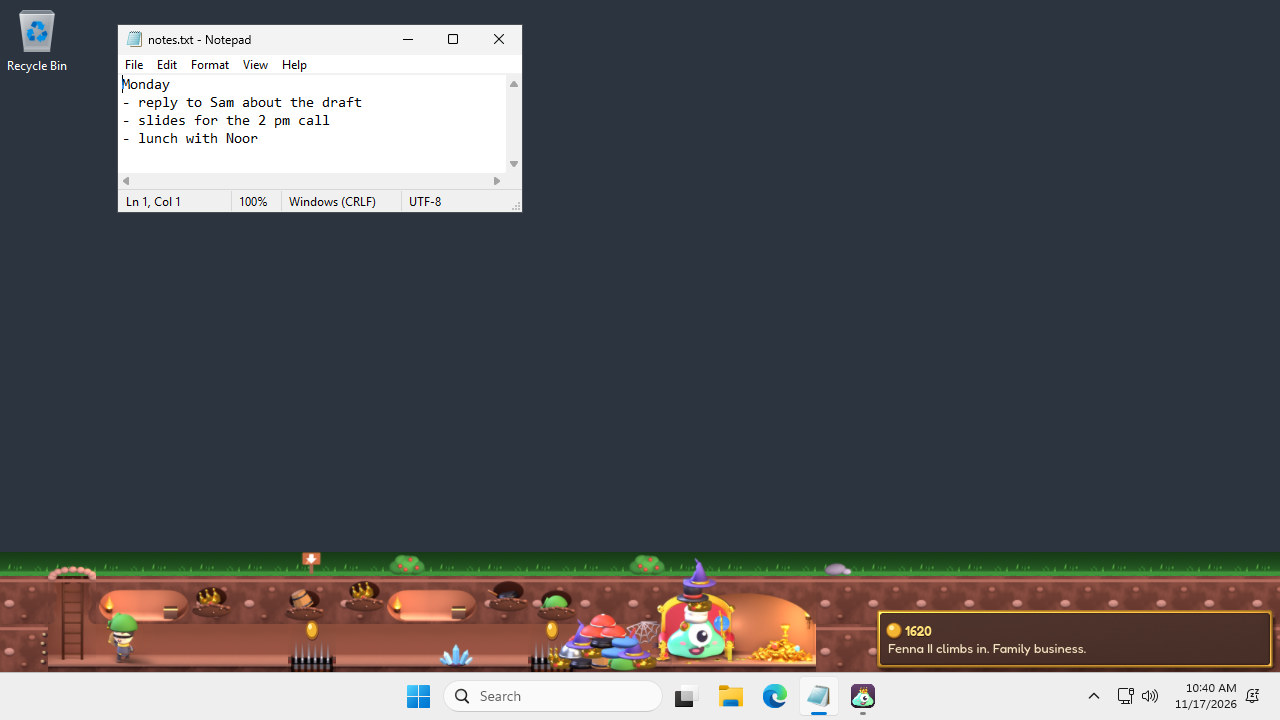 Recycle Bin
notes.txt - Notepad
File Edit Format View Help
Monday
- reply to Sam about the draft
- slides for the 2 pm call
- lunch with Noor
Ln 1, Col 1 100% Windows (CRLF) UTF-8
1620
Fenna II climbs in. Family business.
Search
10:40 AM
11/17/2026